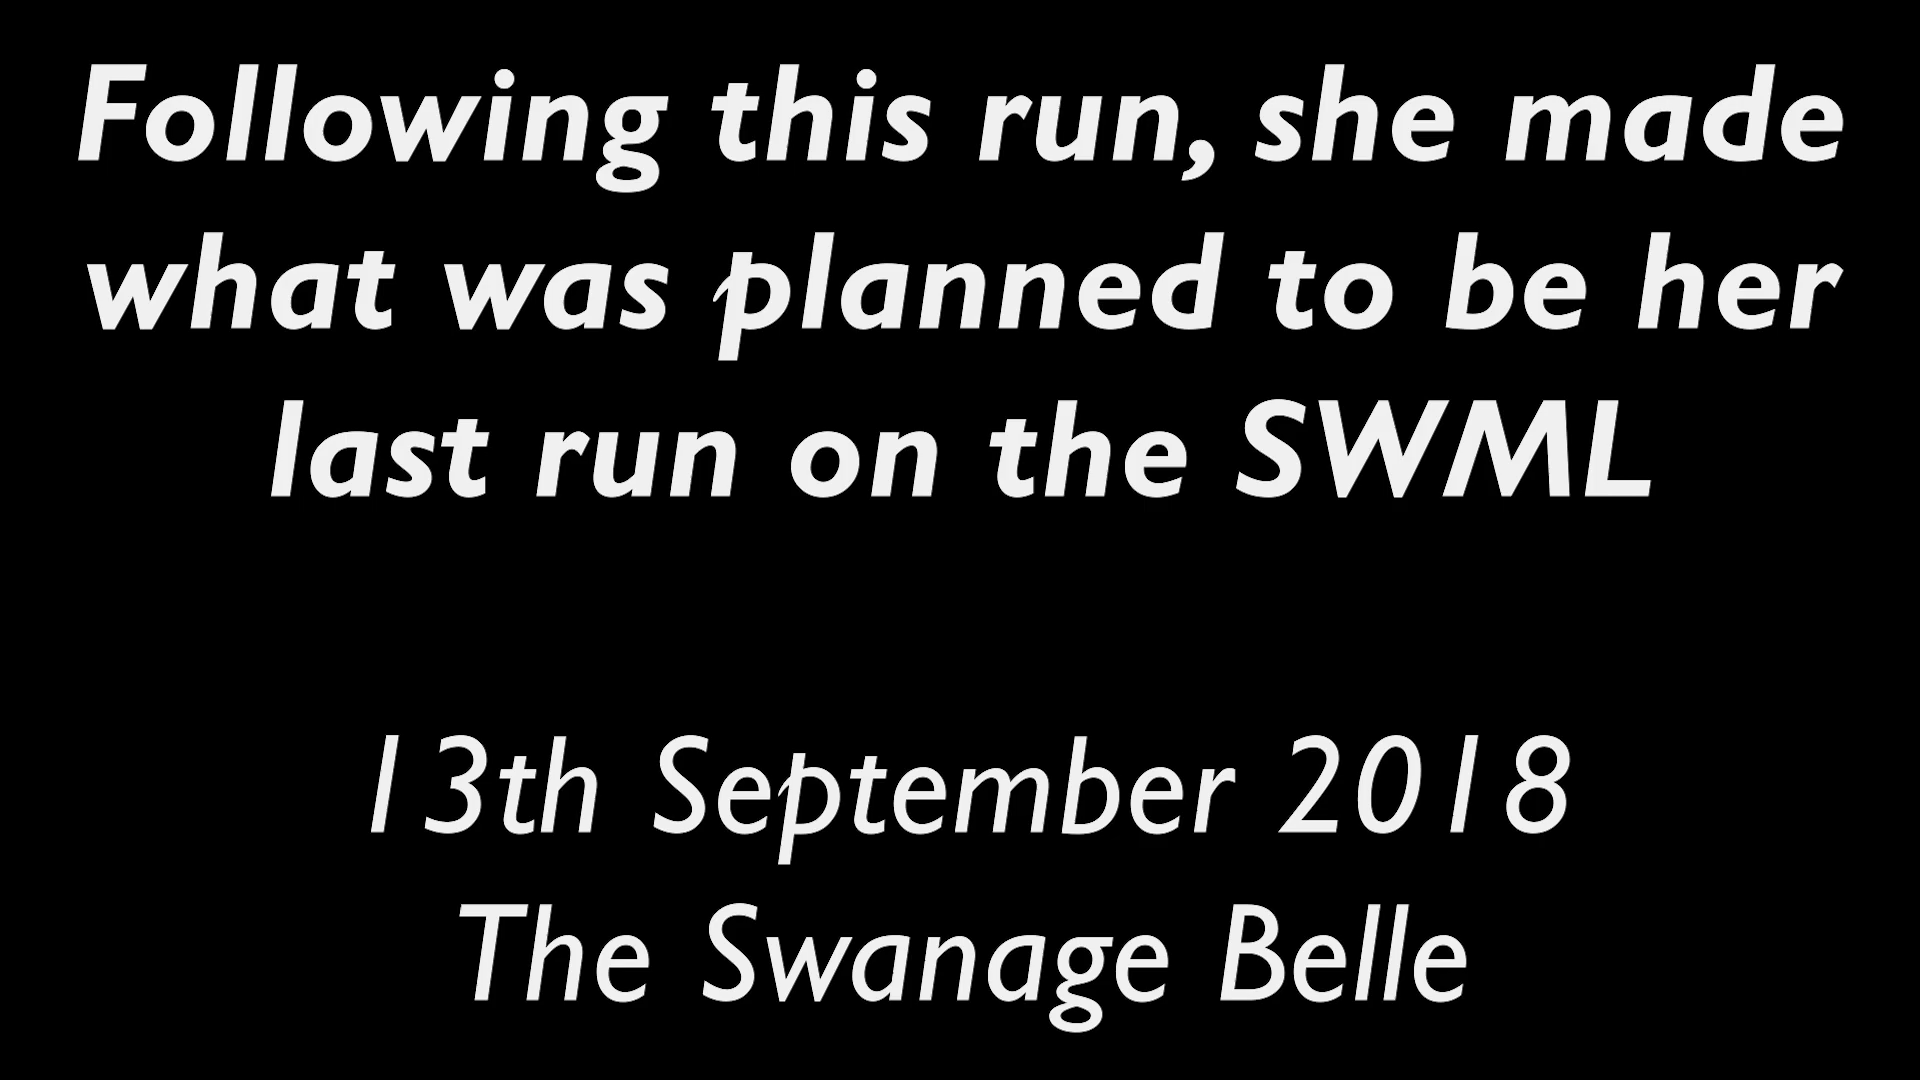 Following this run, she made
what was planned to be her
last run on the SWML
13th September 2018
The Swanage Belle